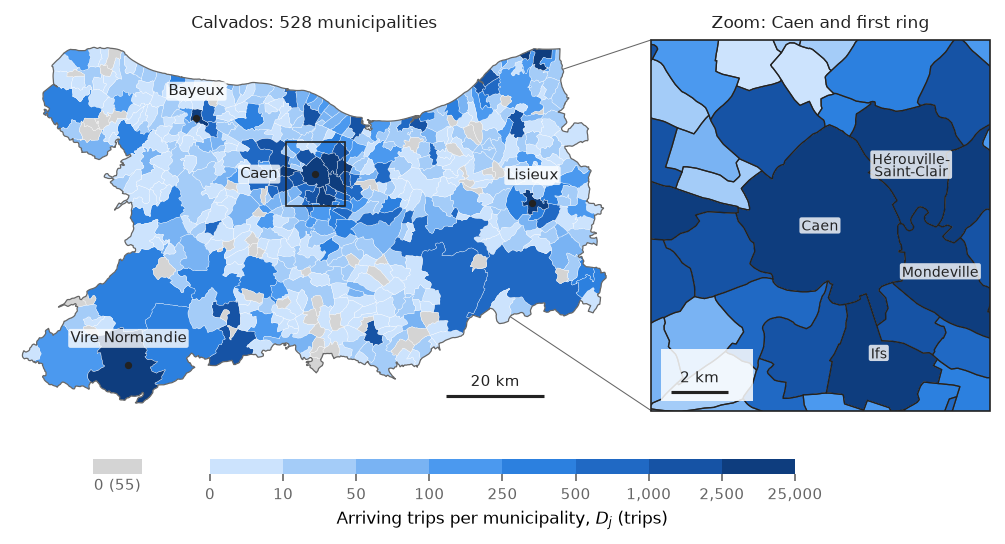 Calvados: 528 municipalities
Zoom: Caen and first ring
Bayeux
Caen
Lisieux
Vire Normandie
20 km
Hérouville-
Saint-Clair
Caen
Mondeville
Ifs
2 km
0 (55)
0 10 50 100 250 500 1,000 2,500 25,000
Arriving trips per municipality, Dj (trips)